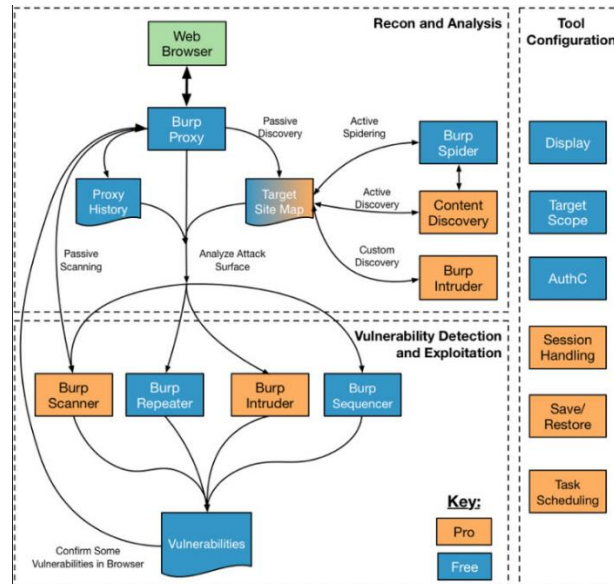 Recon and Analysis
Tool
Configuration
Web
Browser
Burp
Proxy
Passive
Discovery
Active
Spidering
Burp
Spider
Display
Proxy
History
Target
Site Map
Active
Discovery
Content
Discovery
Target
Scope
Passive
Scanning
Analyze Attack
Surface
Custom
Discovery
Burp
Intruder
AuthC
Vulnerability Detection
and Exploitation
Session
Handling
Burp
Scanner
Burp
Repeater
Burp
Intruder
Burp
Sequencer
Save/
Restore
Task
Scheduling
Key:
Pro
Free
Vulnerabilities
Confirm Some
Vulnerabilities in Browser